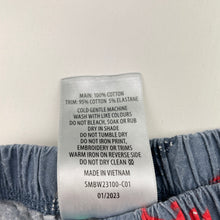 MAIN: 100% COTTON
TRIM: 95% COTTON 5% ELASTANE
COLD GENTLE MACHINE
WASH WITH LIKE COLOURS
DO NOT BLEACH, SOAK OR RUB
DRY IN SHADE
DO NOT TUMBLE DRY
DO NOT IRON PRINT,
EMBROIDERY OR TRIMS
WARM IRON ON REVERSE IF
REQUIRED
DO NOT DRY CLEAN
MADE IN VIETNAM
SMBW23100-C01
01/2023